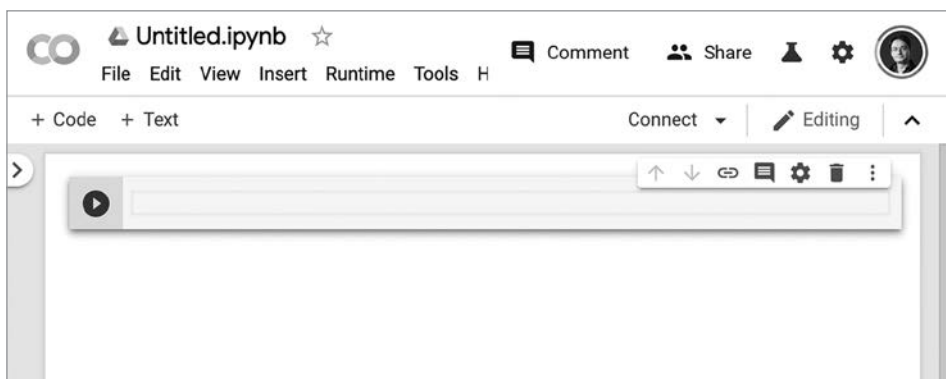 CO
Untitled.ipynb
Comment
Share
File Edit View Insert Runtime Tools H
+ Code + Text
Connect
Editing